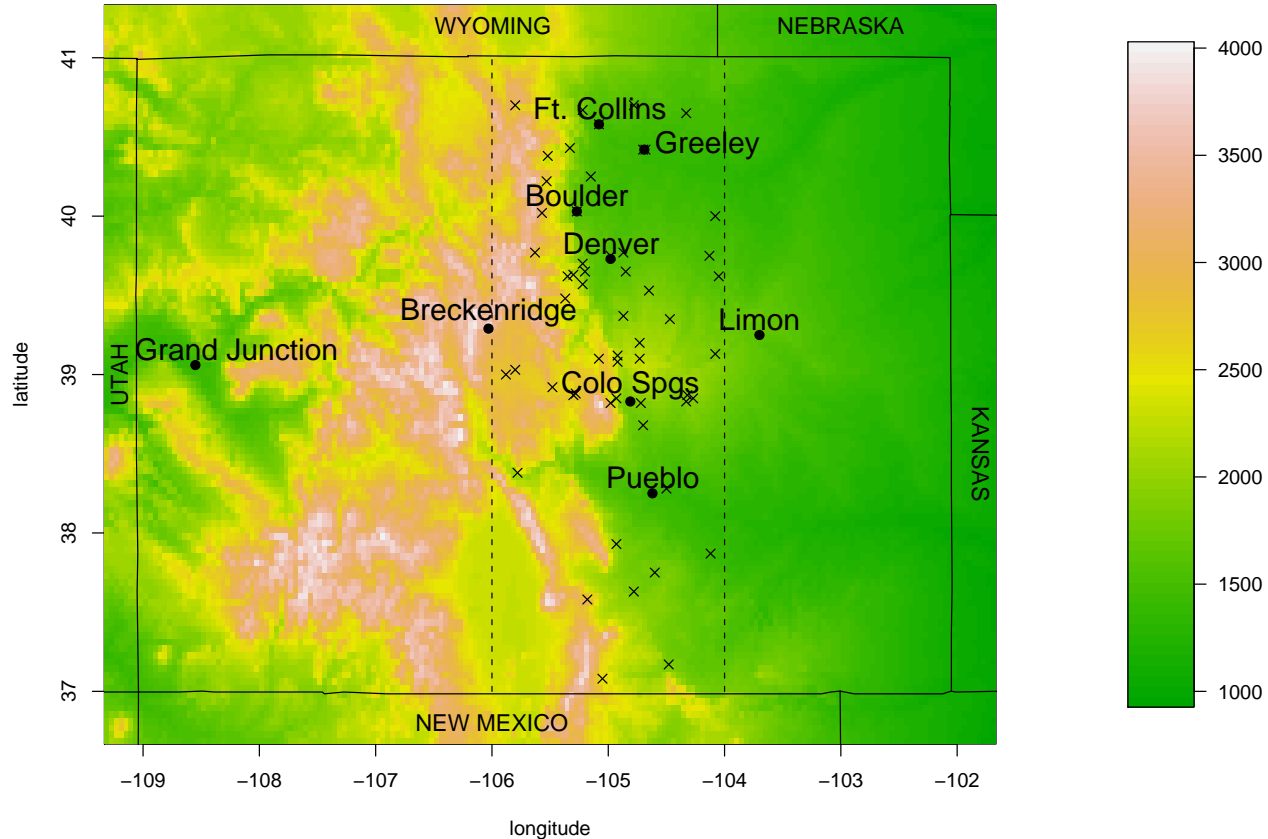 WYOMING
NEBRASKA
Ft. Collins
Greeley
Boulder
Denver
Breckenridge
Limon
Grand Junction
Colo Spgs
Pueblo
UTAH
KANSAS
NEW MEXICO
latitude
41
40
39
38
37
−109
−108
−107
−106
−105
−104
−103
−102
longitude
4000
3500
3000
2500
2000
1500
1000